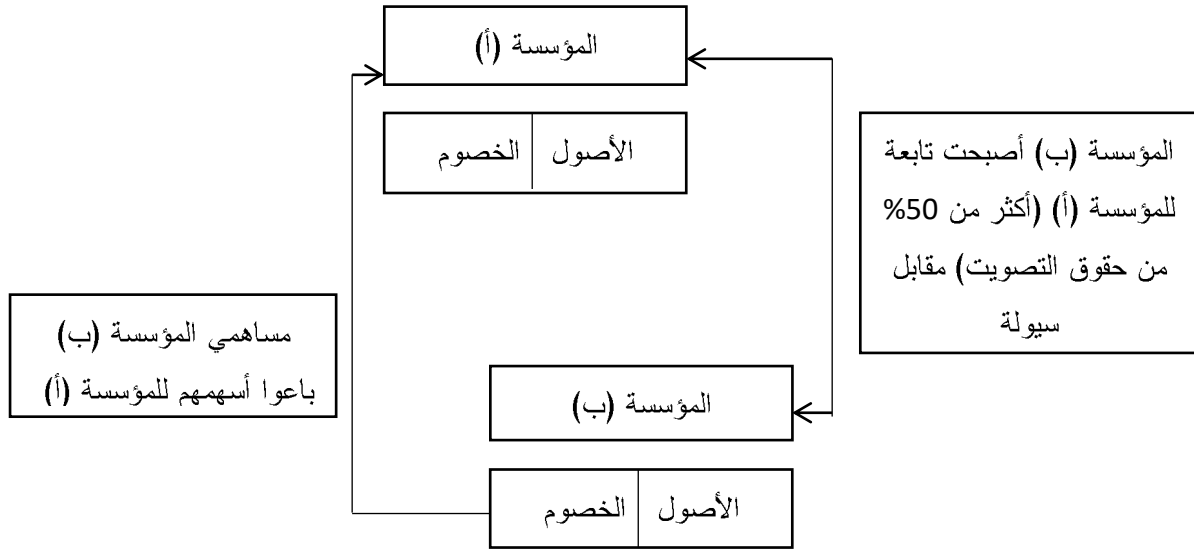 المؤسسة (أ)
الأصول
الخصوم
المؤسسة (ب) أصبحت تابعة
للمؤسسة (أ) (أكثر من 50%
من حقوق التصويت) مقابل
سيولة
مساهمي المؤسسة (ب)
باعوا أسهمهم للمؤسسة (أ)
المؤسسة (ب)
الأصول
الخصوم